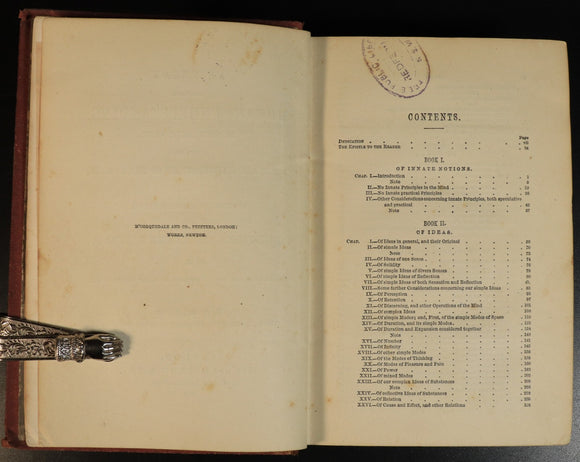 M'CORQUODALE AND CO., PRINTERS, LONDON;
WORKS, NEWTON.
FREE PUBLIC
REDFERN
CONTENTS.
Page
DEDICATION
THE EPISTLE TO THE READER
BOOK I.
OF INNATE NOTIONS.
CHAP. I.—Introduction 1
Note
II.—No Innate Principles in the Mind
III.—No Innate practical Principles
IV.—Other Considerations concerning innate Principles, both speculative
and practical
Note
BOOK II.
OF IDEAS.
CHAP. I.—Of Ideas in general, and their Original
II.—Of simple Ideas
Note
III.—Of Ideas of one Sense
IV.—Of Solidity
V.—Of simple Ideas of divers Senses
VI.—Of simple Ideas of Reflection
VII.—Of simple Ideas of both Sensation and Reflection
VIII.—Some farther Considerations concerning our simple Ideas
IX.—Of Perception
X.—Of Retention
XI.—Of Discerning, and other Operations of the Mind
XII.—Of complex Ideas
XIII.—Of simple Modes; and, First, of the simple Modes of Space
XIV.—Of Duration, and its simple Modes
XV.—Of Duration and Expansion considered together
Note
XVI.—Of Number
XVII.—Of Infinity
XVIII.—Of other simple Modes
XIX.—Of the Modes of Thinking
XX.—Of Modes of Pleasure and Pain
XXI.—Of Power
XXII.—Of mixed Modes
XXIII.—Of our complex Ideas of Substances
Note
XXIV.—Of collective Ideas of Substances
XXV.—Of Relation
XXVI.—Of Cause and Effect, and other Relations